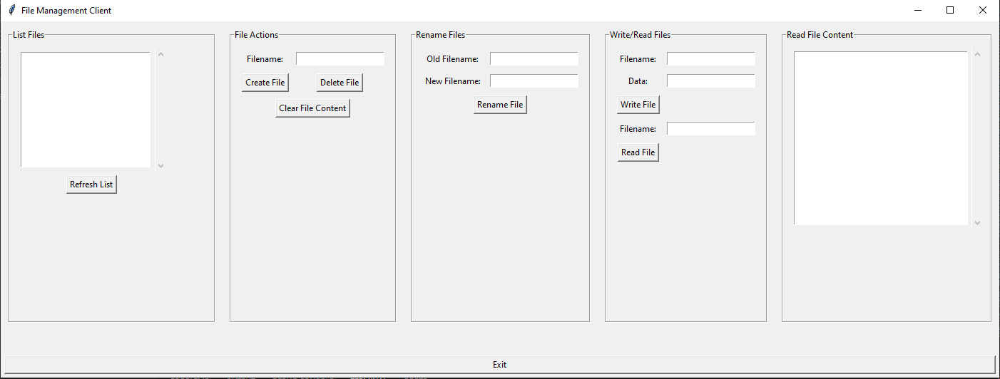 File Management Client
List Files
Refresh List
File Actions
Filename:
Create File Delete File
Clear File Content
Rename Files
Old Filename:
New Filename:
Rename File
Write/Read Files
Filename:
Data:
Write File
Filename:
Read File
Read File Content
Exit